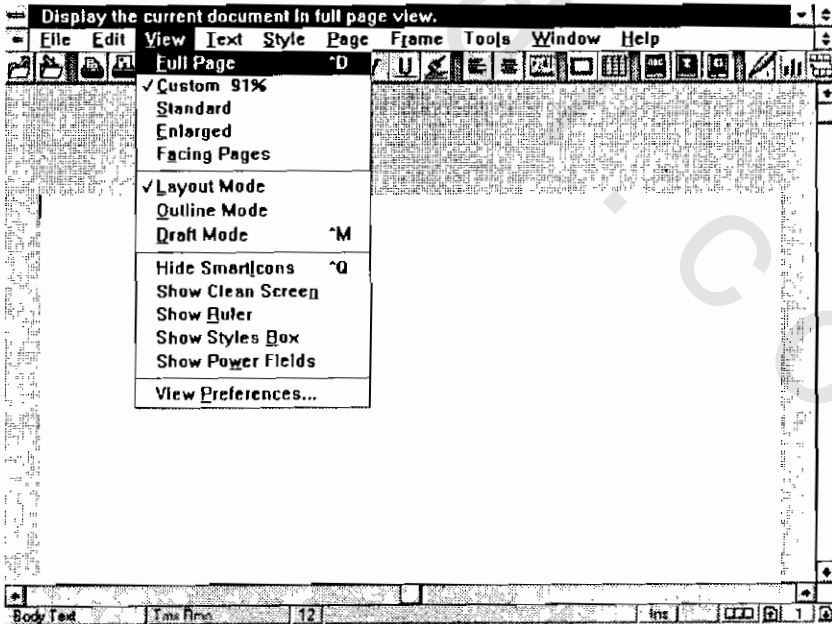 Display the current document in full page view.
File Edit View Text Style Page Frame Tools Window Help
Full Page ^D
✓Custom 91%
Standard
Enlarged
Facing Pages
✓Layout Mode
Outline Mode
Draft Mode ^M
Hide SmartIcons ^Q
Show Clean Screen
Show Ruler
Show Styles Box
Show Power Fields
View Preferences...
Body Text Tms Rmn 12 Ins 1